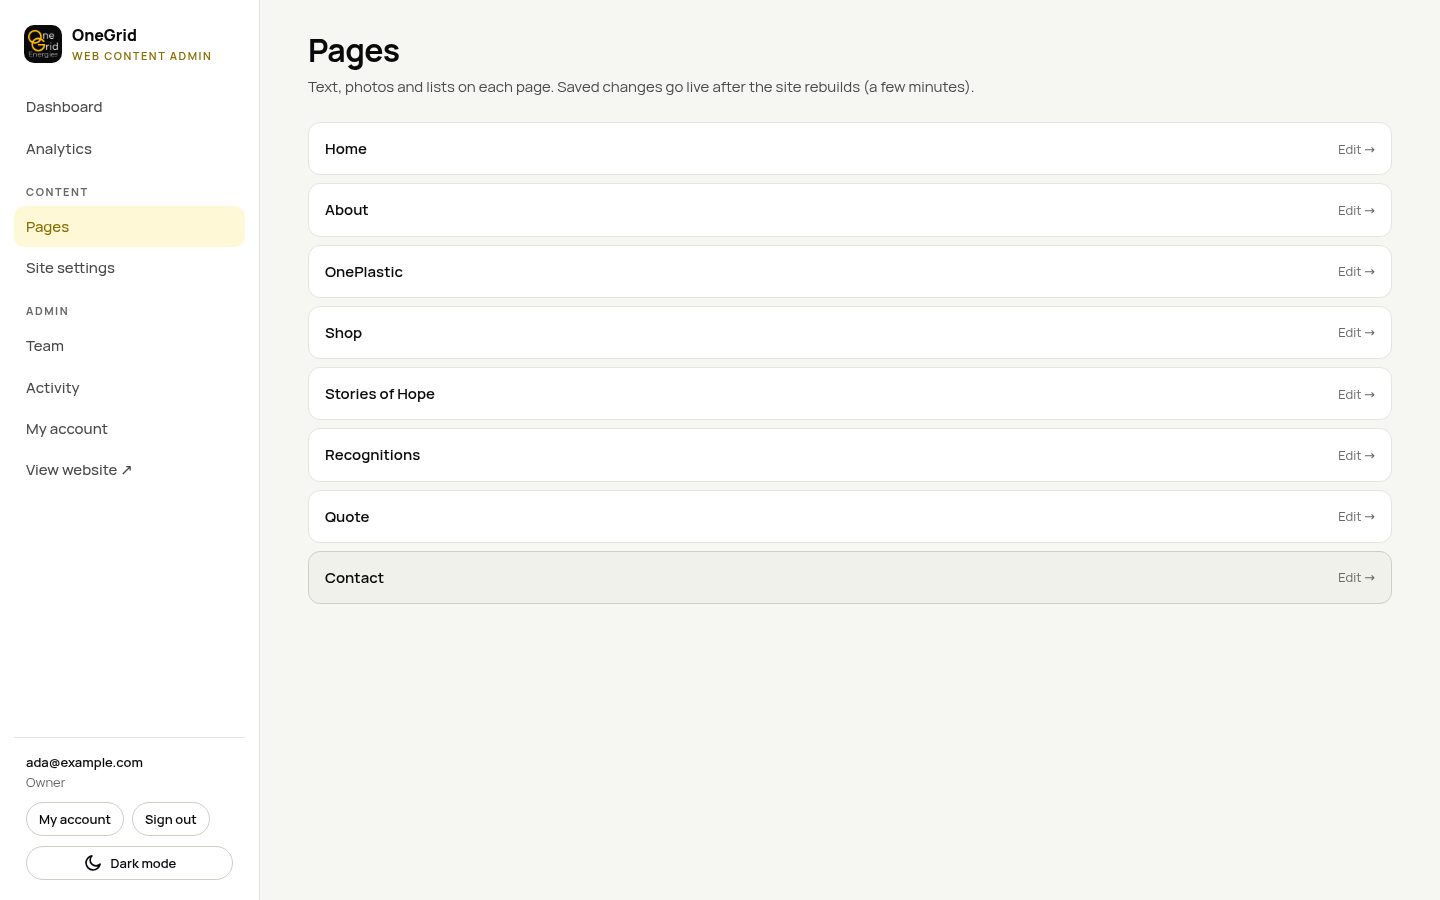 One
Grid
Energies
OneGrid
WEB CONTENT ADMIN
Dashboard
Analytics
CONTENT
Pages
Site settings
ADMIN
Team
Activity
My account
View website ↗
ada@example.com
Owner
My account
Sign out
Dark mode
Pages
Text, photos and lists on each page. Saved changes go live after the site rebuilds (a few minutes).
Home
Edit →
About
Edit →
OnePlastic
Edit →
Shop
Edit →
Stories of Hope
Edit →
Recognitions
Edit →
Quote
Edit →
Contact
Edit →